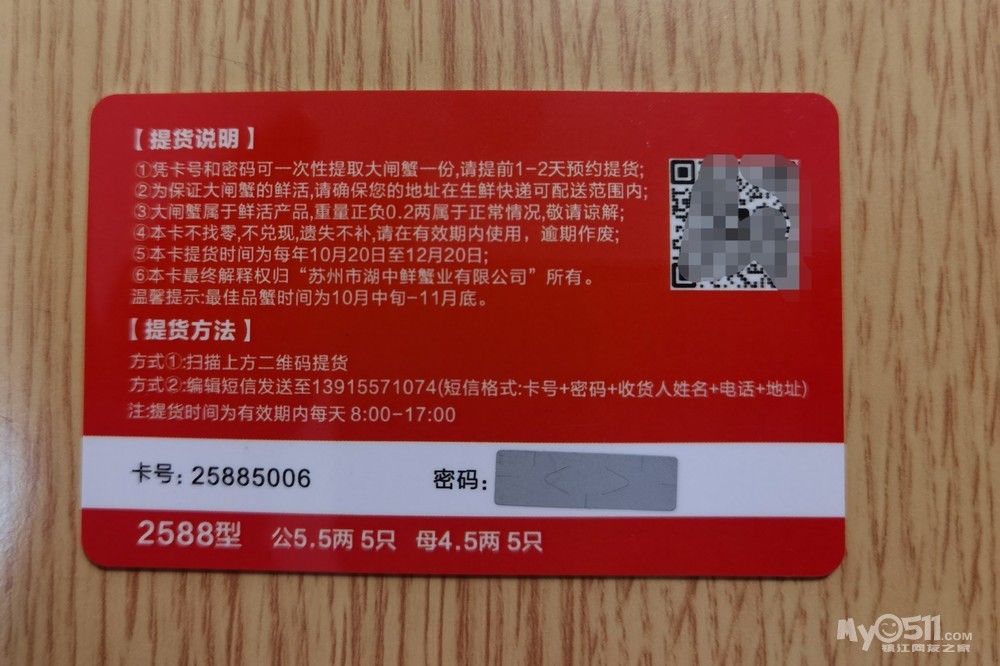 【提货说明】
①凭卡号和密码可一次性提取大闸蟹一份,请提前1-2天预约提货;
②为保证大闸蟹的鲜活,请确保您的地址在生鲜快递可配送范围内;
③大闸蟹属于鲜活产品,重量正负0.2两属于正常情况,敬请谅解;
④本卡不找零,不兑现,遗失不补,请在有效期内使用，逾期作废;
⑤本卡提货时间为每年10月20日至12月20日;
⑥本卡最终解释权归“苏州市湖中鲜蟹业有限公司”所有。
温馨提示:最佳品蟹时间为10月中旬-11月底。
【提货方法】
方式①:扫描上方二维码提货
方式②:编辑短信发送至13915571074(短信格式:卡号+密码+收货人姓名+电话+地址)
注:提货时间为有效期内每天 8:00-17:00
卡号: 25885006 密码:
2588型 公5.5两 5只 母4.5两 5只
My0511.COM
镇江网友之家